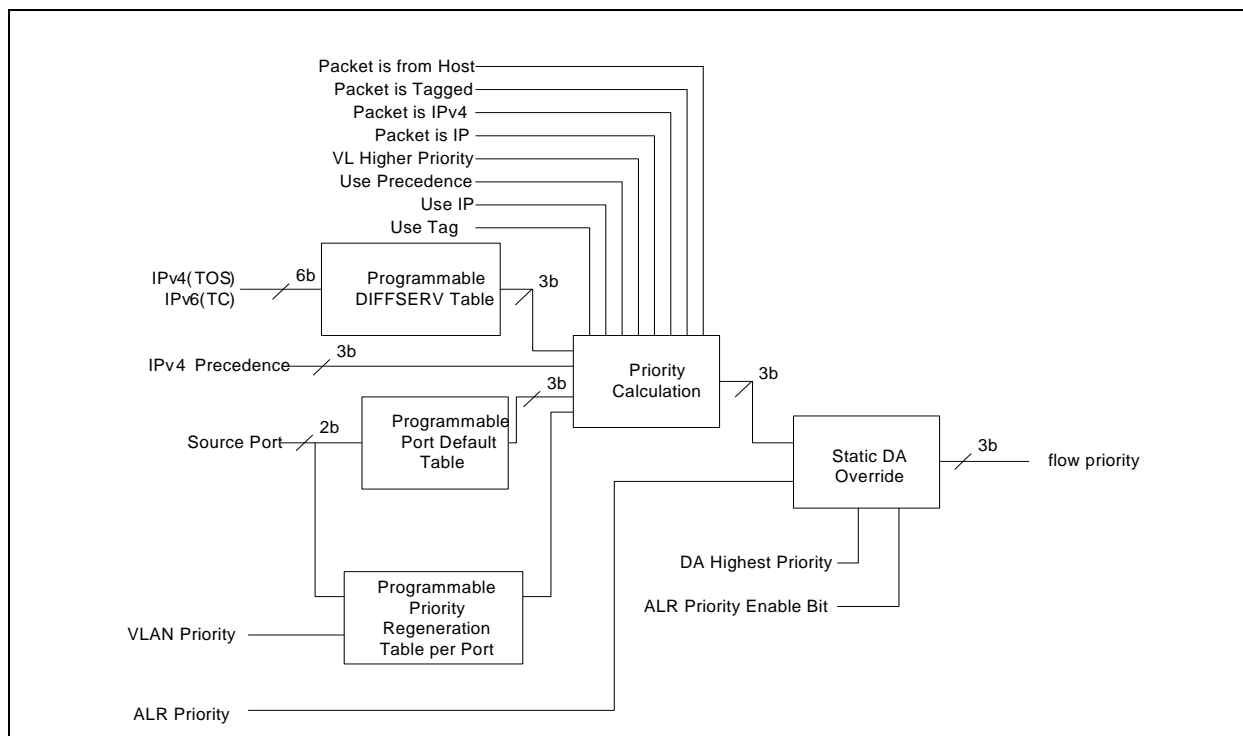 Packet is from Host
Packet is Tagged
Packet is IPv4
Packet is IP
VL Higher Priority
Use Precedence
Use IP
Use Tag
IPv4(TOS)
IPv6(TC)
6b
Programmable
DIFFSERV Table
3b
IPv4 Precedence
3b
Priority
Calculation
3b
3b
Source Port
2b
Programmable
Port Default
Table
Static DA
Override
3b
flow priority
DA Highest Priority
ALR Priority Enable Bit
Programmable
Priority
Regeneration
Table per Port
VLAN Priority
ALR Priority